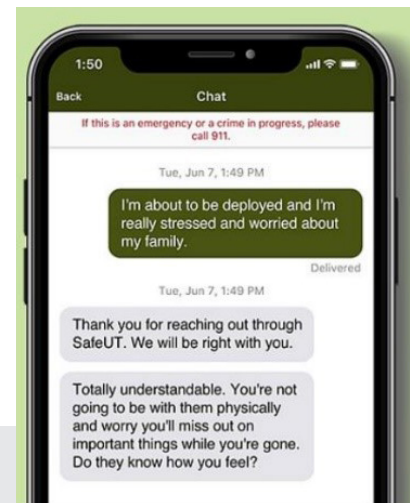 1:50
Back
Chat
If this is an emergency or a crime in progress, please
call 911.
Tue, Jun 7, 1:49 PM
I'm about to be deployed and I'm
really stressed and worried about
my family.
Delivered
Tue, Jun 7, 1:49 PM
Thank you for reaching out through
SafeUT. We will be right with you.
Totally understandable. You're not
going to be with them physically
and worry you'll miss out on
important things while you're gone.
Do they know how you feel?